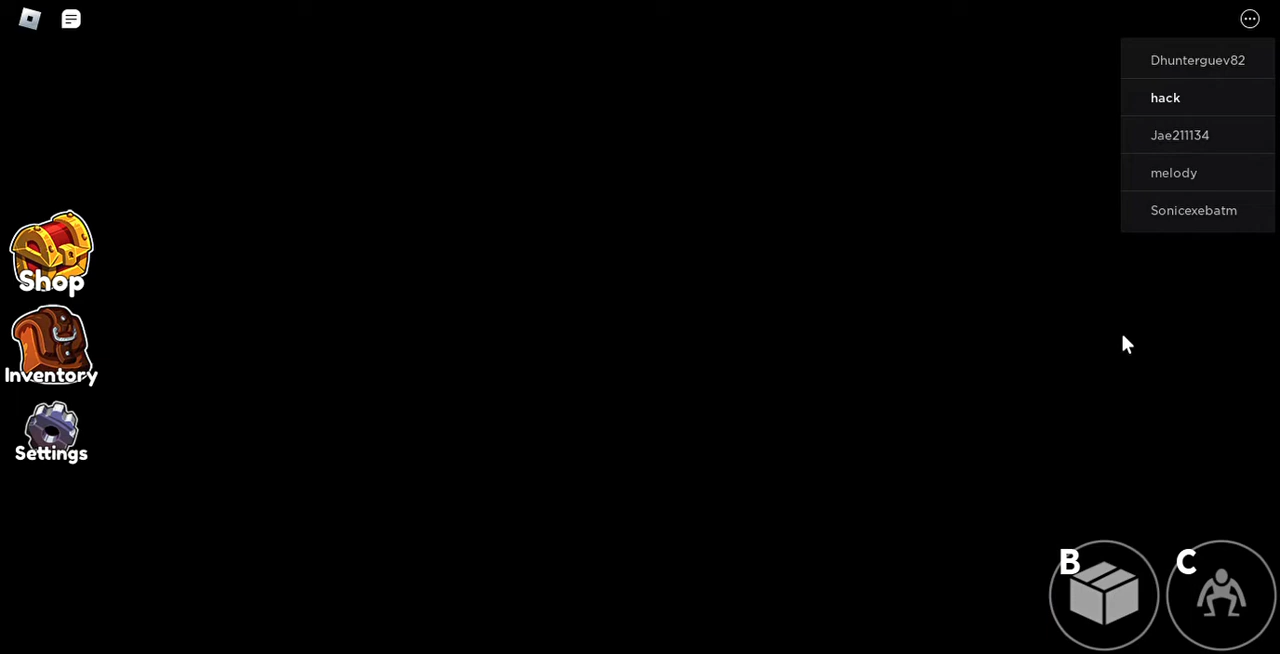 Dhunterguev82
hack
Jae211134
melody
Sonicexebatm
Shop
Inventory
Settings
B
C